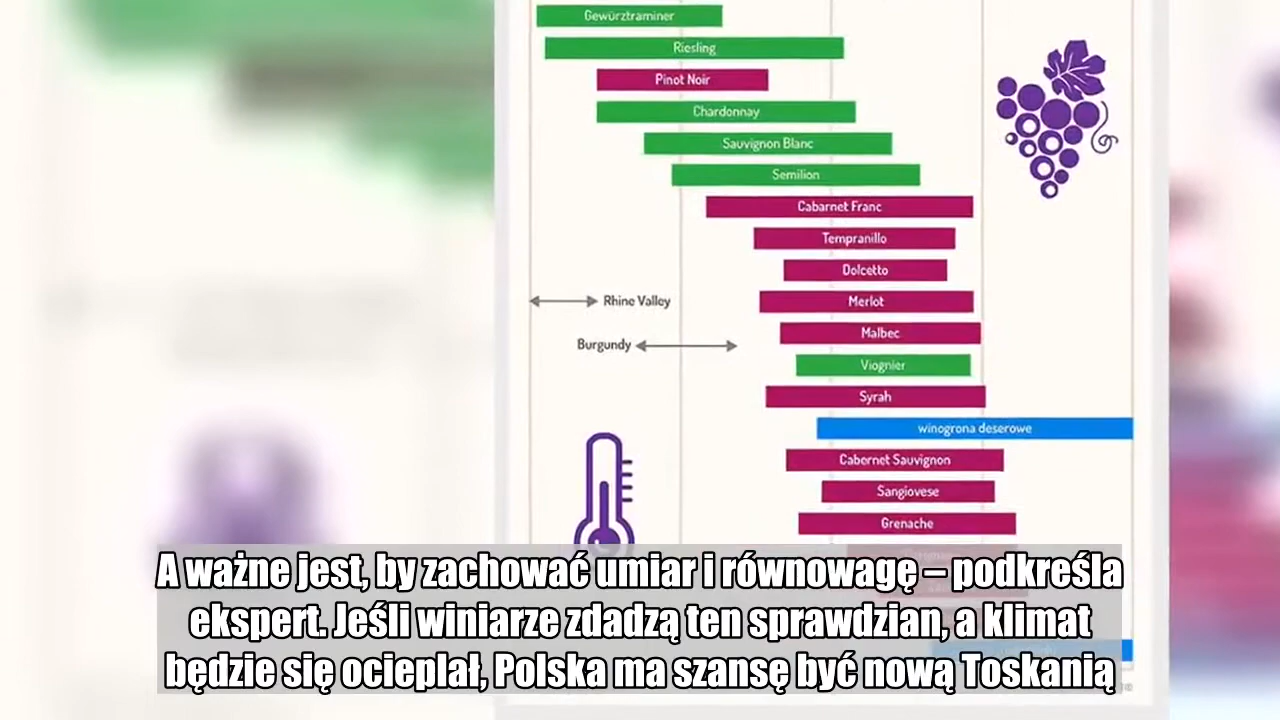 Gewürztraminer
Riesling
Pinot Noir
Chardonnay
Sauvignon Blanc
Semilion
Cabarnet Franc
Tempranillo
Dolcetto
Rhine Valley
Merlot
Malbec
Burgundy
Viognier
Syrah
winogrona deserowe
Cabernet Sauvignon
Sangiovese
Grenache
A ważne jest, by zachować umiar i równowagę – podkreśla
ekspert. Jeśli winiarze zdadzą ten sprawdzian, a klimat
będzie się ocieplał, Polska ma szansę być nową Toskanią